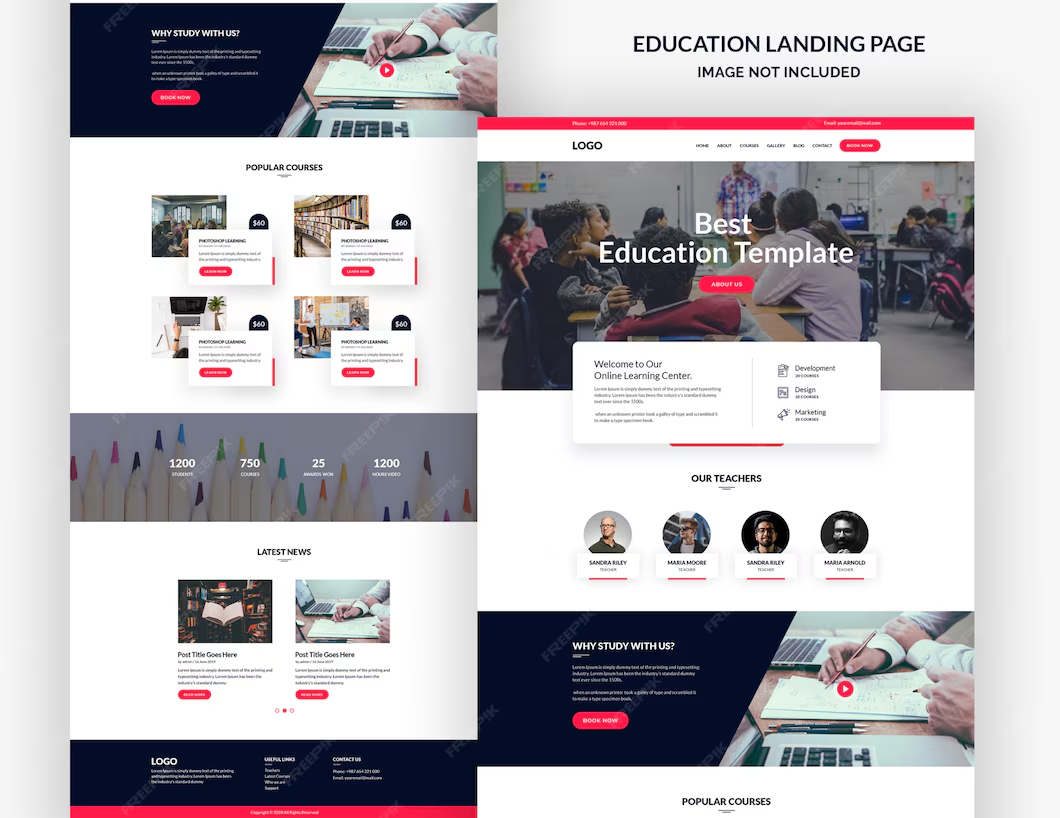 EDUCATION LANDING PAGE
IMAGE NOT INCLUDED
WHY STUDY WITH US?
Lorem Ipsum is simply dummy text of the printing and typesetting
industry. Lorem Ipsum has been the industry's standard dummy
text ever since the 1500s.
when an unknown printer took a galley of type and scrambled it
to make a type specimen book.
BOOK NOW
POPULAR COURSES
$60
PHOTOSHOP LEARNING
Lorem Ipsum is simply dummy text of
the printing and typesetting industry.
LEARN NOW
$60
PHOTOSHOP LEARNING
Lorem Ipsum is simply dummy text of
the printing and typesetting industry.
LEARN NOW
$60
PHOTOSHOP LEARNING
Lorem Ipsum is simply dummy text of
the printing and typesetting industry.
LEARN NOW
$60
PHOTOSHOP LEARNING
Lorem Ipsum is simply dummy text of
the printing and typesetting industry.
LEARN NOW
1200 750 25 1200
STUDENTS COURSES AWARDS WON HOURS VIDEO
LATEST NEWS
Post Title Goes Here
by admin / 16 June 2019
Lorem Ipsum is simply dummy text of the printing and
typesetting industry. Lorem Ipsum has been the
industry's standard dummy
READ MORE
Post Title Goes Here
by admin / 16 June 2019
Lorem Ipsum is simply dummy text of the printing and
typesetting industry. Lorem Ipsum has been the
industry's standard dummy
READ MORE
LOGO
Lorem Ipsum is simply dummy text of the printing
and typesetting industry. Lorem Ipsum has been
the industry's standard dummy
USEFUL LINKS
Teachers
Latest Courses
Who we are
Support
CONTACT US
Phone: +987 654 321 000
Email: youremail@mail.com
Copyright © 2020 All Rights Reserved
Phone: +987 654 321 000 Email: youremail@mail.com
LOGO HOME ABOUT COURSES GALLERY BLOG CONTACT BOOK NOW
Best
Education Template
ABOUT US
Welcome to Our
Online Learning Center.
Lorem Ipsum is simply dummy text of the printing and typesetting
industry. Lorem Ipsum has been the industry's standard dummy
text ever since the 1500s.
when an unknown printer took a galley of type and scrambled it
to make a type specimen book.
Development
20 COURSES
Design
20 COURSES
Marketing
20 COURSES
OUR TEACHERS
SANDRA RILEY MARIA MOORE SANDRA RILEY MARIA ARNOLD
TEACHER TEACHER TEACHER TEACHER
WHY STUDY WITH US?
Lorem Ipsum is simply dummy text of the printing and typesetting
industry. Lorem Ipsum has been the industry's standard dummy
text ever since the 1500s.
when an unknown printer took a galley of type and scrambled it
to make a type specimen book.
BOOK NOW
POPULAR COURSES
FREEPIK